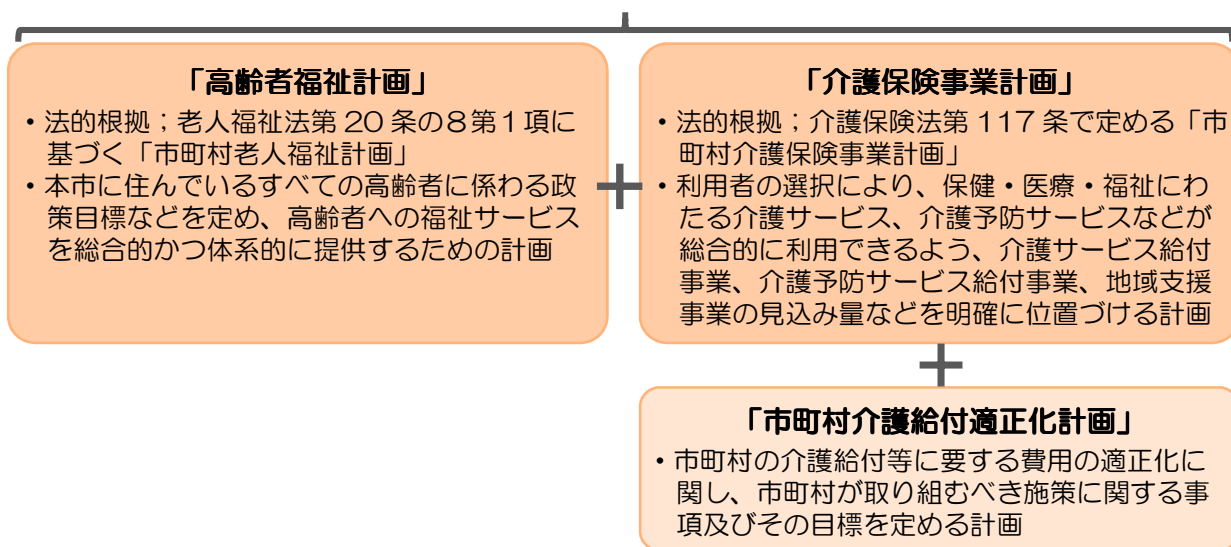 「高齢者福祉計画」
・法的根拠；老人福祉法第 20 条の８第１項に
基づく「市町村老人福祉計画」
・本市に住んでいるすべての高齢者に係わる政
策目標などを定め、高齢者への福祉サービス
を総合的かつ体系的に提供するための計画
＋
「介護保険事業計画」
・法的根拠；介護保険法第 117 条で定める「市
町村介護保険事業計画」
・利用者の選択により、保健・医療・福祉にわ
たる介護サービス、介護予防サービスなどが
総合的に利用できるよう、介護サービス給付
事業、介護予防サービス給付事業、地域支援
事業の見込み量などを明確に位置づける計画
＋
「市町村介護給付適正化計画」
・市町村の介護給付等に要する費用の適正化に
関し、市町村が取り組むべき施策に関する事
項及びその目標を定める計画